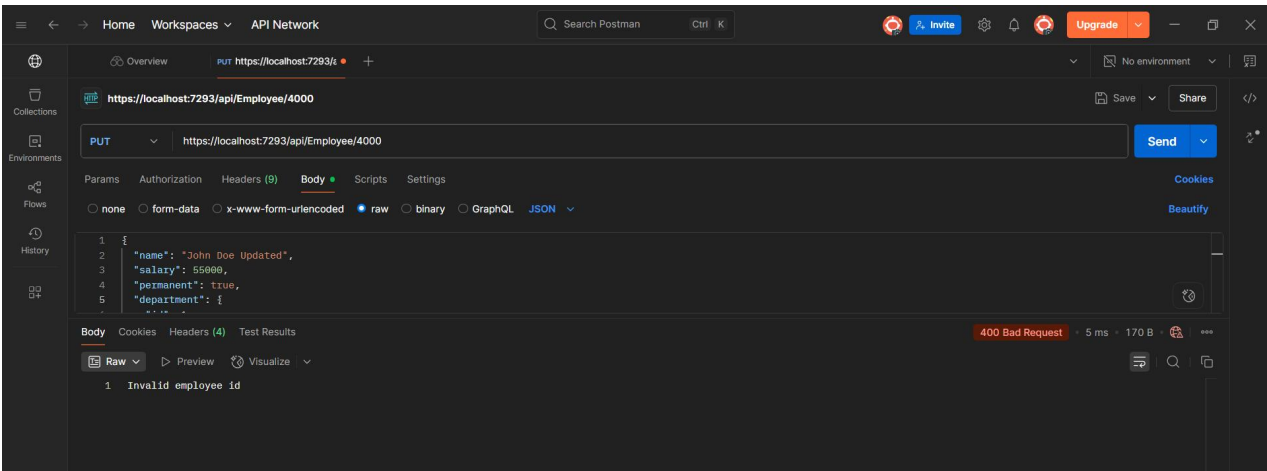 Home Workspaces API Network Search Postman Ctrl K Invite Upgrade
Overview PUT https://localhost:7293/ No environment
HTTP https://localhost:7293/api/Employee/4000 Save Share
Collections
PUT https://localhost:7293/api/Employee/4000 Send
Environments
Params Authorization Headers (9) Body Scripts Settings Cookies
Flows
none form-data x-www-form-urlencoded raw binary GraphQL JSON Beautify
History
1 {
2 "name": "John Doe Updated",
3 "salary": 55000,
4 "permanent": true,
5 "department": {
Body Cookies Headers (4) Test Results 400 Bad Request 5 ms 170 B
Raw Preview Visualize
1 Invalid employee id